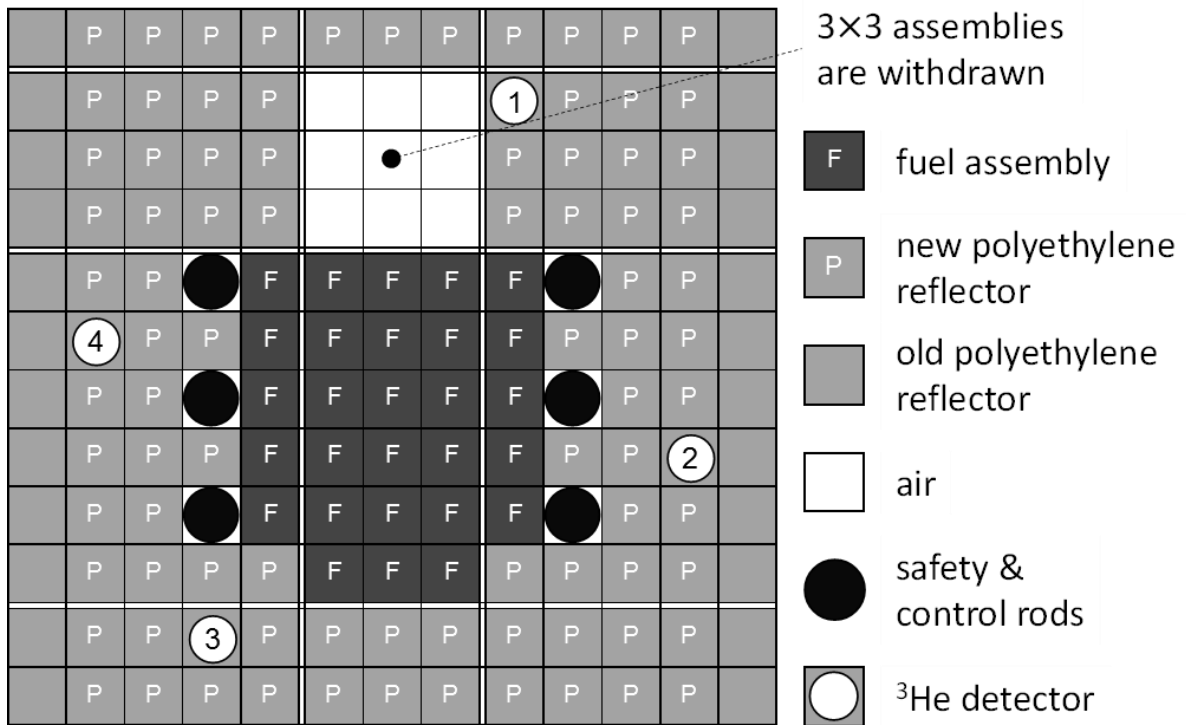 P P P P P P P P P P P
P P P P 1 P P P
P P P P P P P P
P P P P P P P P
P P F F F F F P P
4 P P F F F F F P P P
P P F F F F F P P
P P P F F F F F P P 2
P P F F F F F P P
P P P P F F F P P P P
P P 3 P P P P P P P P
P P P P P P P P P P P
3×3 assemblies
are withdrawn
F fuel assembly
P new polyethylene
reflector
old polyethylene
reflector
air
safety &
control rods
³He detector